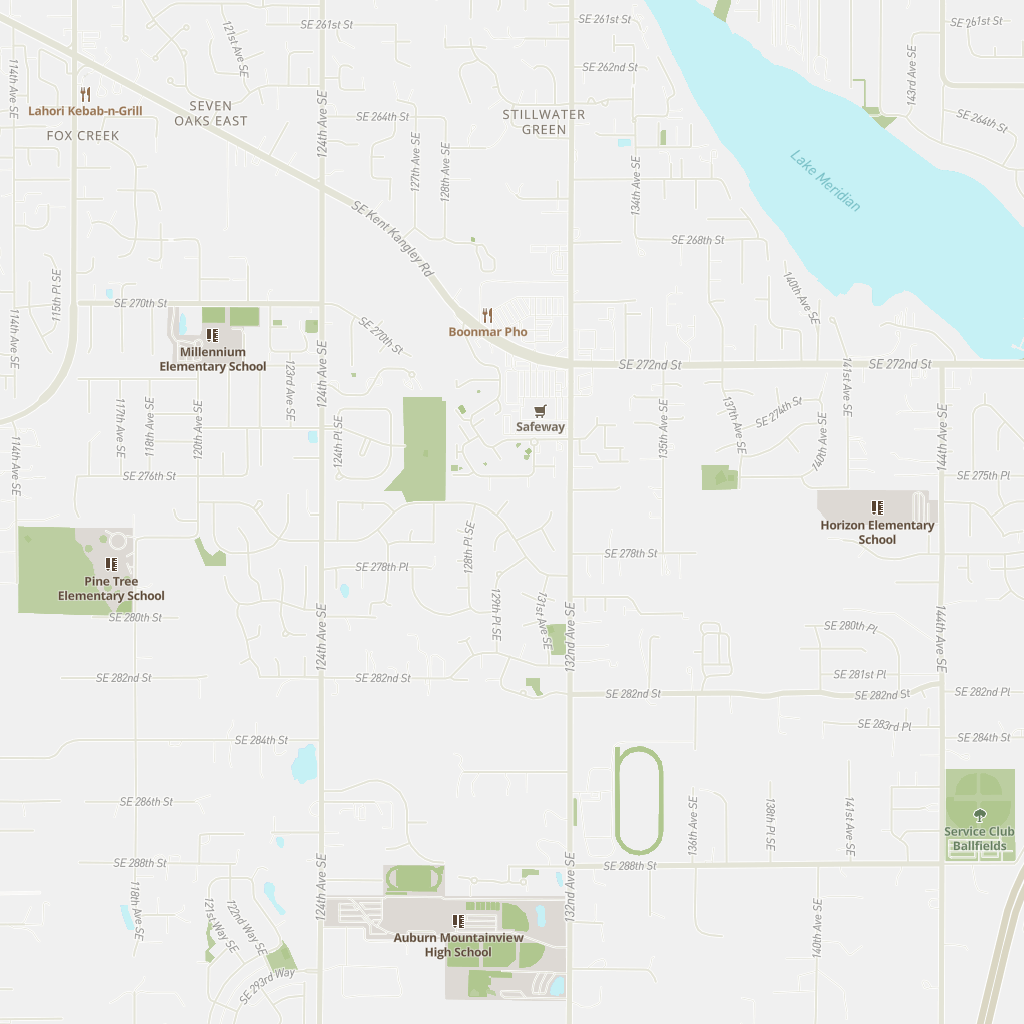 SE 261st St
SE 261st St
SE 261st St
121st Ave SE
114th Ave SE
SE 262nd St
143rd Ave SE
Lahori Kebab-n-Grill
SEVEN
OAKS EAST
FOX CREEK
124th Ave SE
SE 264th St
STILLWATER
GREEN
SE 264th St
127th Ave SE
128th Ave SE
134th Ave SE
Lake Meridian
SE Kent Kangley Rd
SE 268th St
115th Pl SE
140th Ave SE
SE 270th St
Boonmar Pho
SE 270th St
114th Ave SE
Millennium
Elementary School
124th Ave SE
SE 272nd St
SE 272nd St
123rd Ave SE
141st Ave SE
117th Ave SE
118th Ave SE
120th Ave SE
124th Pl SE
Safeway
135th Ave SE
137th Ave SE
SE 274th St
140th Ave SE
144th Ave SE
114th Ave SE
SE 276th St
SE 275th Pl
Horizon Elementary
School
128th Pl SE
SE 278th St
Pine Tree
Elementary School
SE 278th Pl
SE 280th St
124th Ave SE
129th Pl SE
131st Ave SE
132nd Ave SE
SE 280th Pl
144th Ave SE
SE 282nd St
SE 282nd St
SE 281st Pl
SE 282nd St
SE 282nd St
SE 282nd Pl
SE 283rd Pl
SE 284th St
SE 284th St
SE 286th St
136th Ave SE
138th Pl SE
141st Ave SE
Service Club
Ballfields
SE 288th St
SE 288th St
118th Ave SE
124th Ave SE
132nd Ave SE
121st Way SE
122nd Way SE
140th Ave SE
Auburn Mountainview
High School
SE 293rd Way